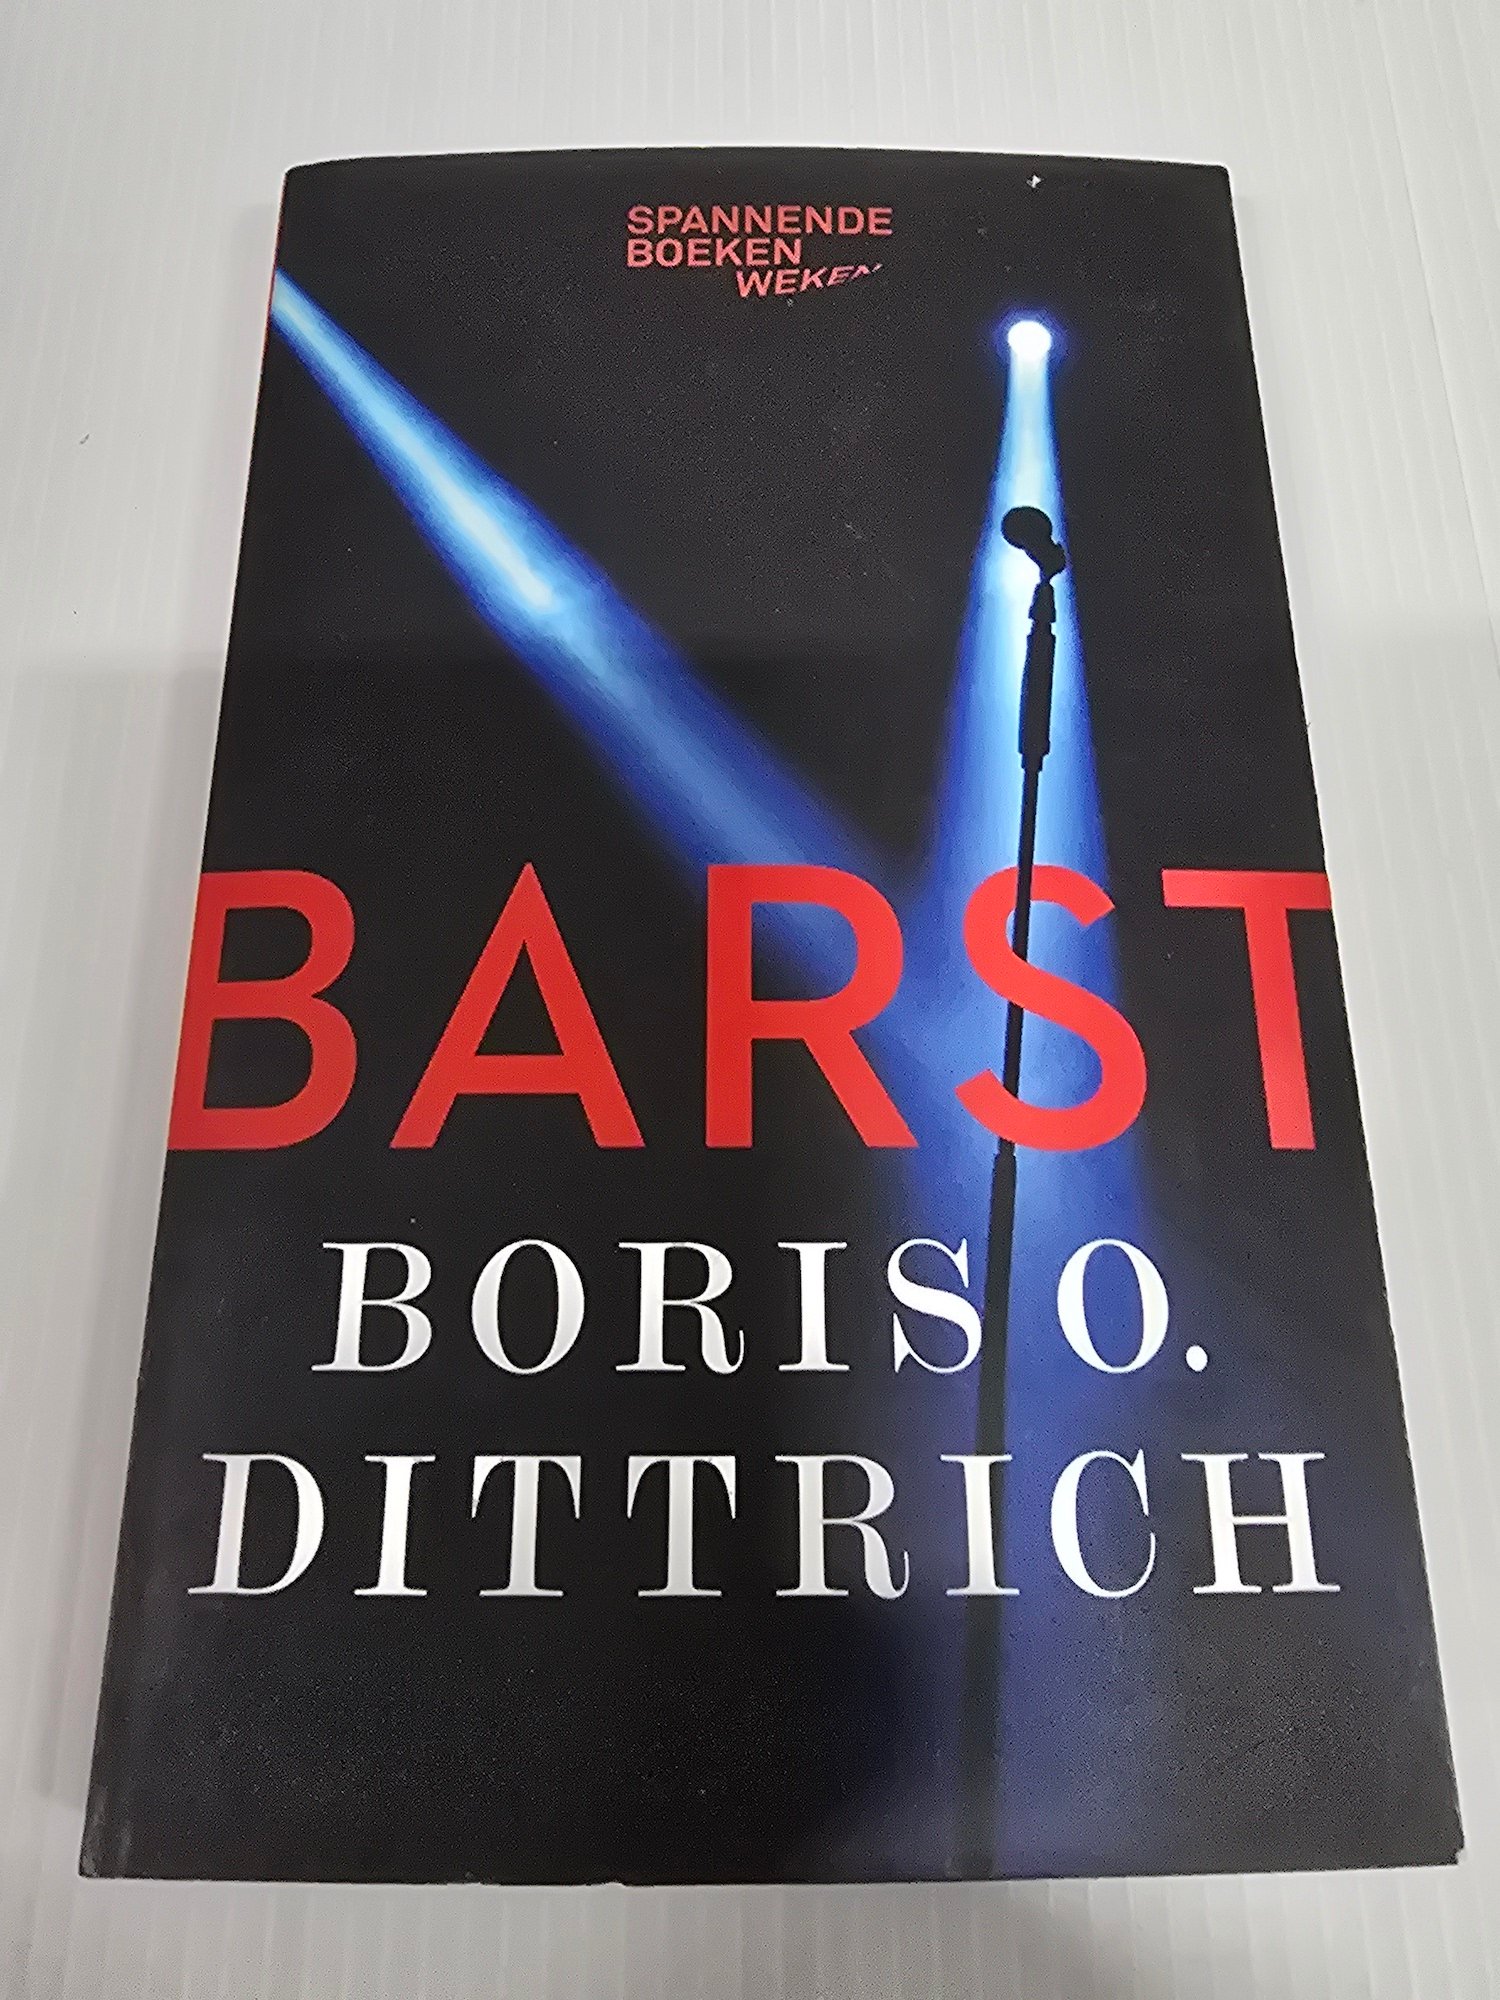 SPANNENDE
BOEKEN
WEKEN
BARST
BORIS O.
DITTRICH